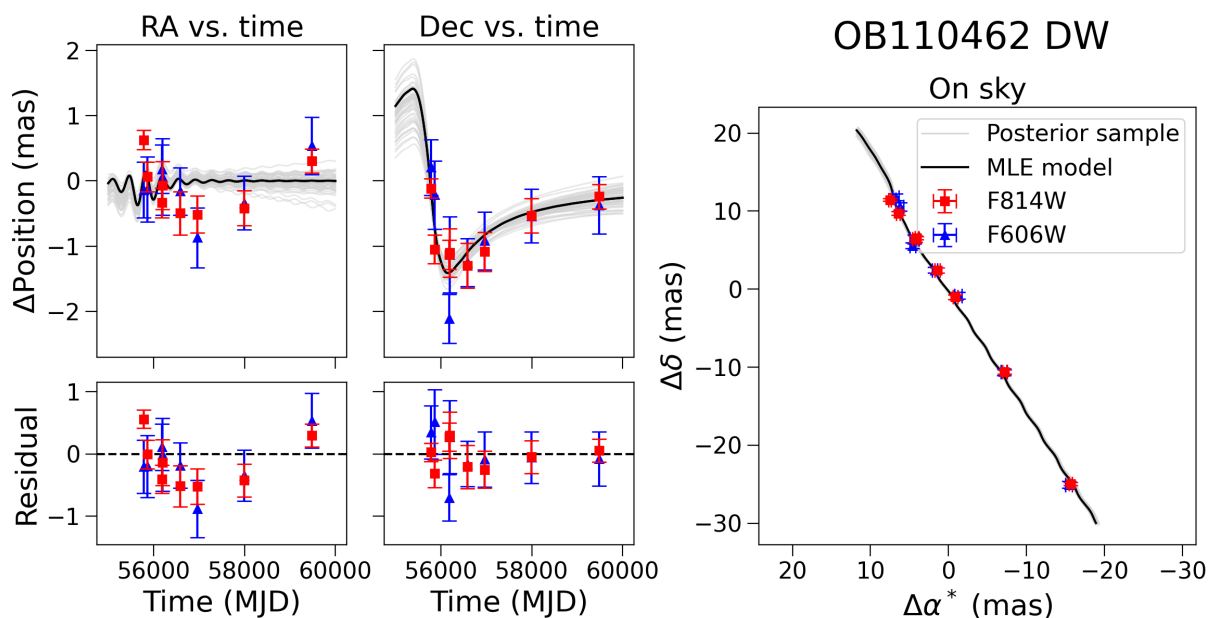 RA vs. time
Dec vs. time
OB110462 DW
On sky
ΔPosition (mas)
2
1
0
−1
−2
Residual
1
0
−1
56000 58000 60000
Time (MJD)
56000 58000 60000
Time (MJD)
Posterior sample
MLE model
F814W
F606W
Δδ (mas)
20
10
0
−10
−20
−30
20 10 0 −10 −20 −30
Δα* (mas)